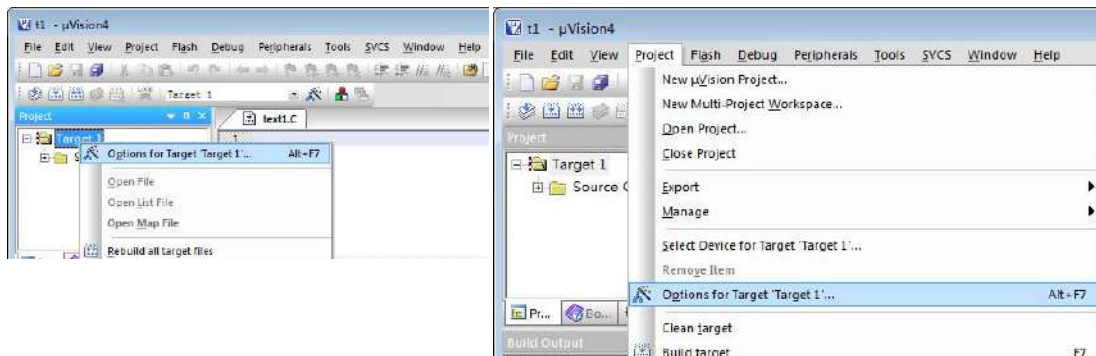 t1 - µVision4
File Edit View Project Flash Debug Peripherals Tools SVCS Window Help
Target 1
Project
text1.C
1
Target 1
Options for Target 'Target 1'... Alt+F7
Open File
Open List File
Open Map File
Rebuild all target files
t1 - µVision4
File Edit View Project Flash Debug Peripherals Tools SVCS Window Help
New µVision Project...
New Multi-Project Workspace...
Open Project...
Close Project
Project
Target 1
Source
Export
Manage
Select Device for Target 'Target 1'...
Remove Item
Options for Target 'Target 1'... Alt+F7
Pr... Bo...
Clean target
Build Output
Build target F7